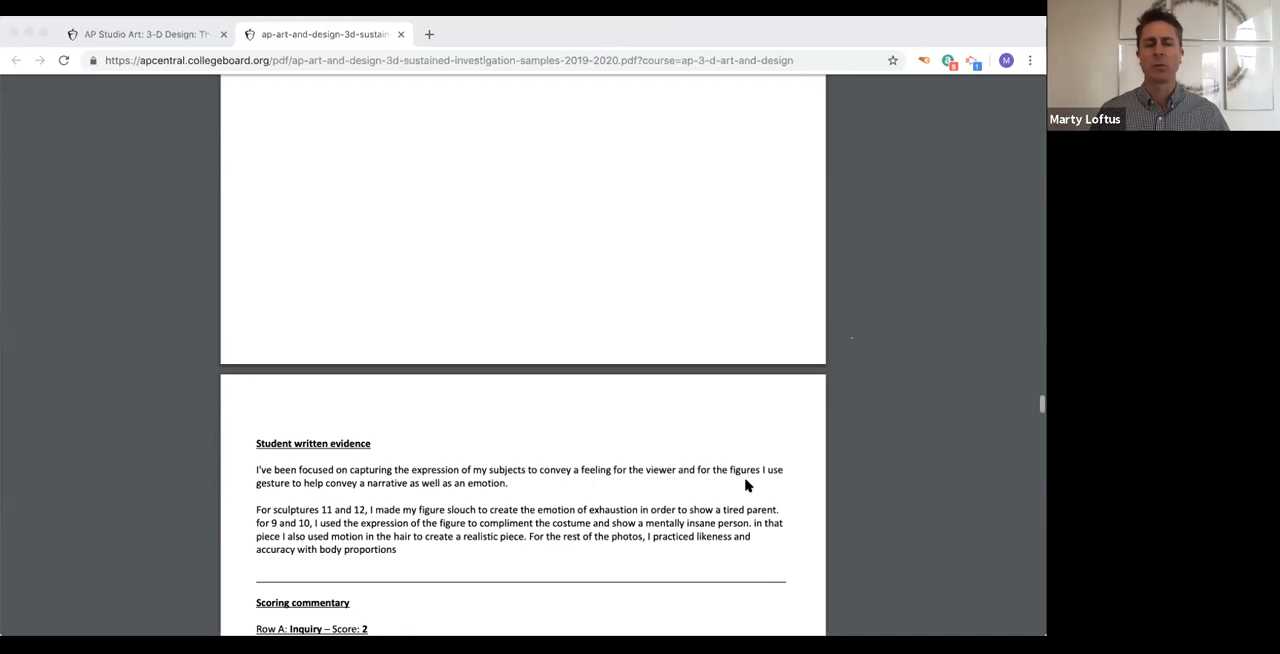 AP Studio Art: 3-D Design: Th
ap-art-and-design-3d-sustain
https://apcentral.collegeboard.org/pdf/ap-art-and-design-3d-sustained-investigation-samples-2019-2020.pdf?course=ap-3-d-art-and-design
M
Marty Loftus
Student written evidence
I've been focused on capturing the expression of my subjects to convey a feeling for the viewer and for the figures I use
gesture to help convey a narrative as well as an emotion.
For sculptures 11 and 12, I made my figure slouch to create the emotion of exhaustion in order to show a tired parent.
for 9 and 10, I used the expression of the figure to compliment the costume and show a mentally insane person. in that
piece I also used motion in the hair to create a realistic piece. For the rest of the photos, I practiced likeness and
accuracy with body proportions
Scoring commentary
Row A: Inquiry – Score: 2